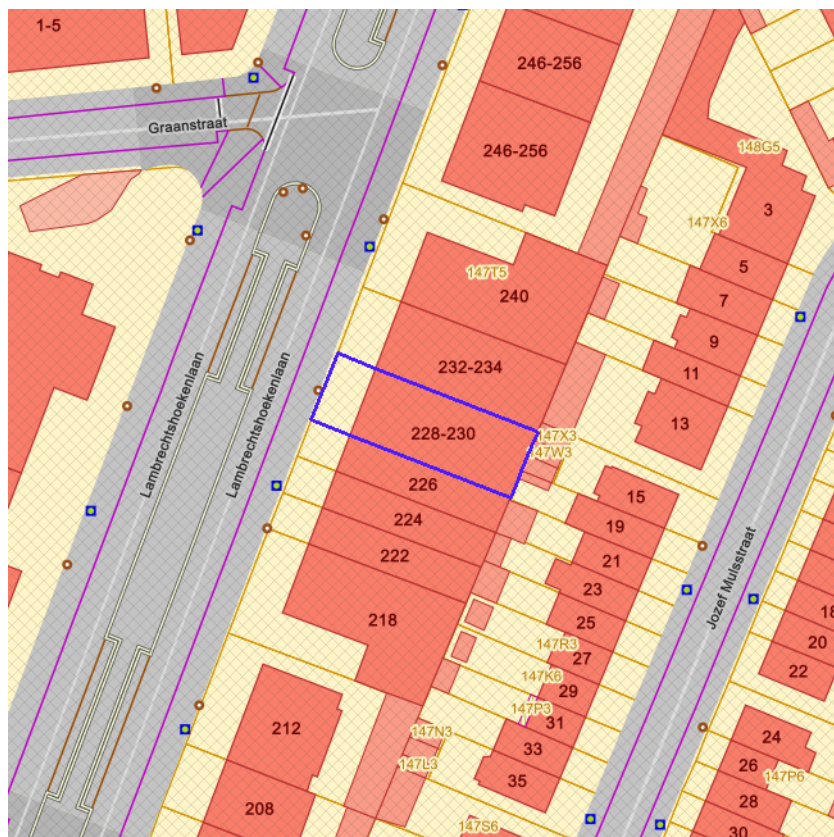 1-5
246-256
Graanstraat
246-256
148G5
3
147X6
5
147T5
7
240
9
232-234
11
13
Lambrechtshoekenlaan
Lambrechtshoekenlaan
228-230
147X3
147W3
226
15
224
19
222
21
23
Jozef Mulsstraat
218
25
18
20
147R3
27
22
147K6
29
147P3
31
212
147N3
33
24
147L3
35
26
147P6
208
28
147S6
30